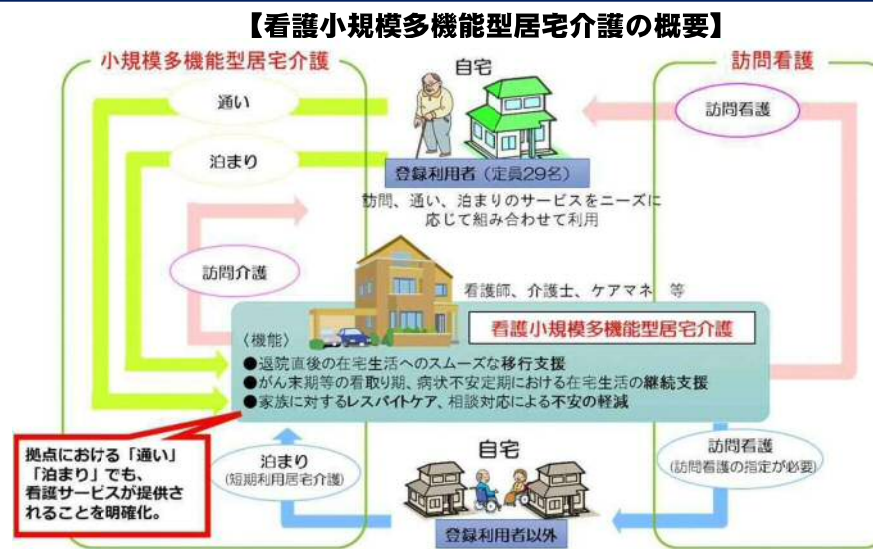 【看護小規模多機能型居宅介護の概要】
小規模多機能型居宅介護
自宅
訪問看護
通い
訪問看護
泊まり
登録利用者（定員29名）
訪問、通い、泊まりのサービスをニーズに
応じて組み合わせて利用
訪問介護
看護師、介護士、ケアマネ　等
看護小規模多機能型居宅介護
〈機能〉
●退院直後の在宅生活へのスムーズな移行支援
●がん末期等の看取り期、病状不安定期における在宅生活の継続支援
●家族に対するレスパイトケア、相談対応による不安の軽減
拠点における「通い」
「泊まり」でも、
看護サービスが提供さ
れることを明確化。
泊まり
(短期利用居宅介護)
自宅
訪問看護
(訪問看護の指定が必要)
登録利用者以外